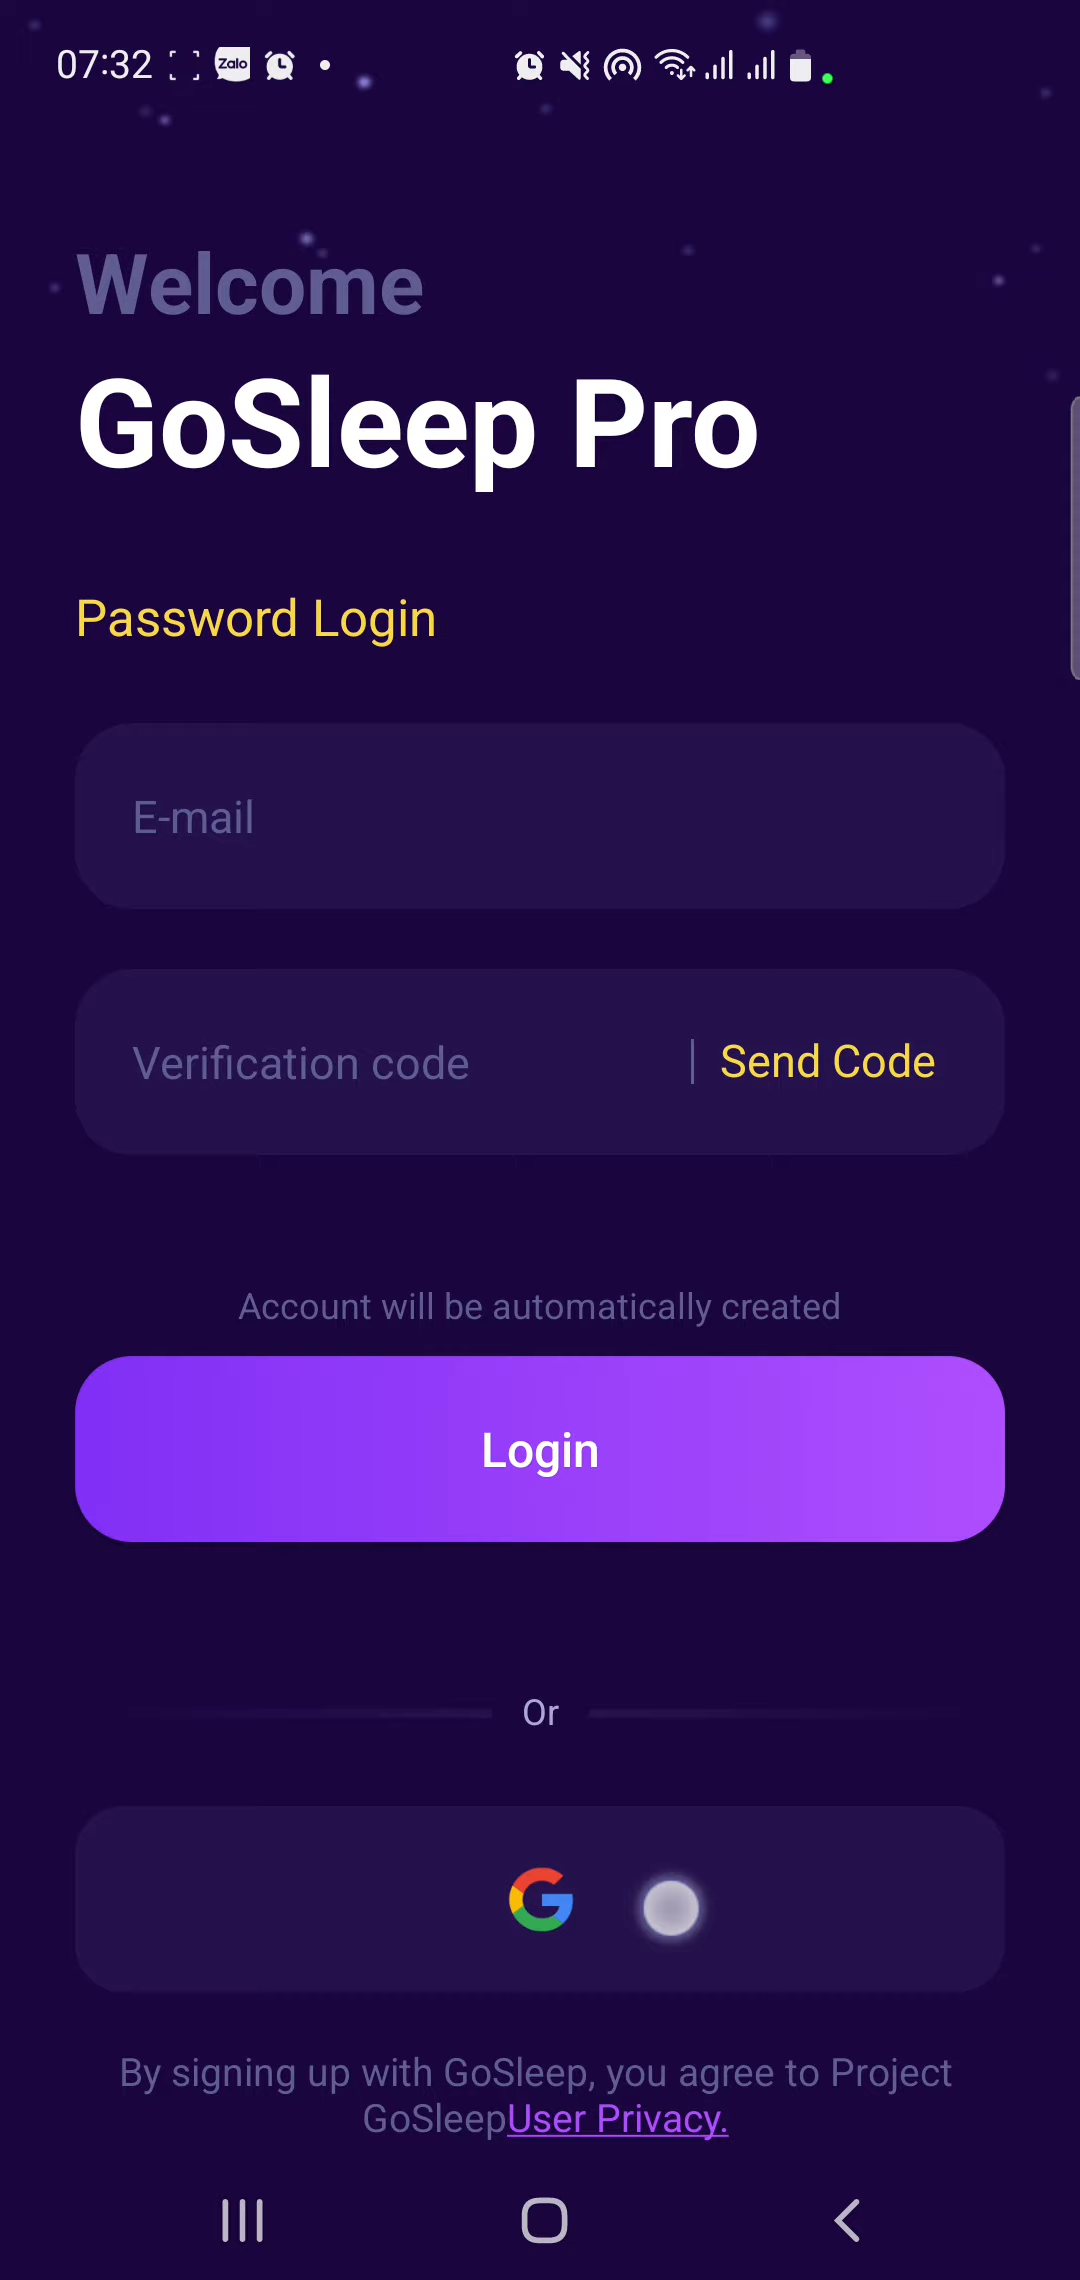 07:32 Zalo
Welcome
GoSleep Pro
Password Login
E-mail
Verification code | Send Code
Account will be automatically created
Login
Or
By signing up with GoSleep, you agree to Project
GoSleepUser Privacy.